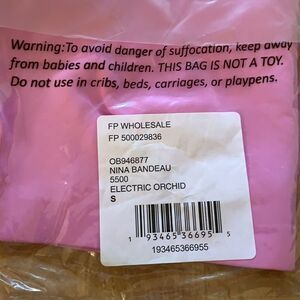 Warning:To avoid danger of suffocation, keep away
from babies and children. THIS BAG IS NOT A TOY.
Do not use in cribs, beds, carriages, or playpens.
FP WHOLESALE
FP 500029836
OB946877
NINA BANDEAU
5500
ELECTRIC ORCHID
S
1 93465 36695 5
193465366955